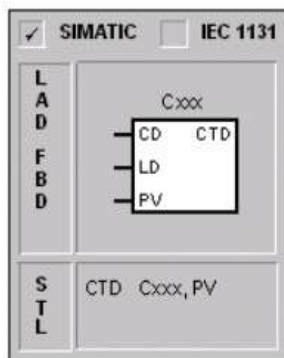 ✓ SIMATIC IEC 1131
LAD
FBD
Cxxx
CD CTD
LD
PV
STL
CTD Cxxx, PV